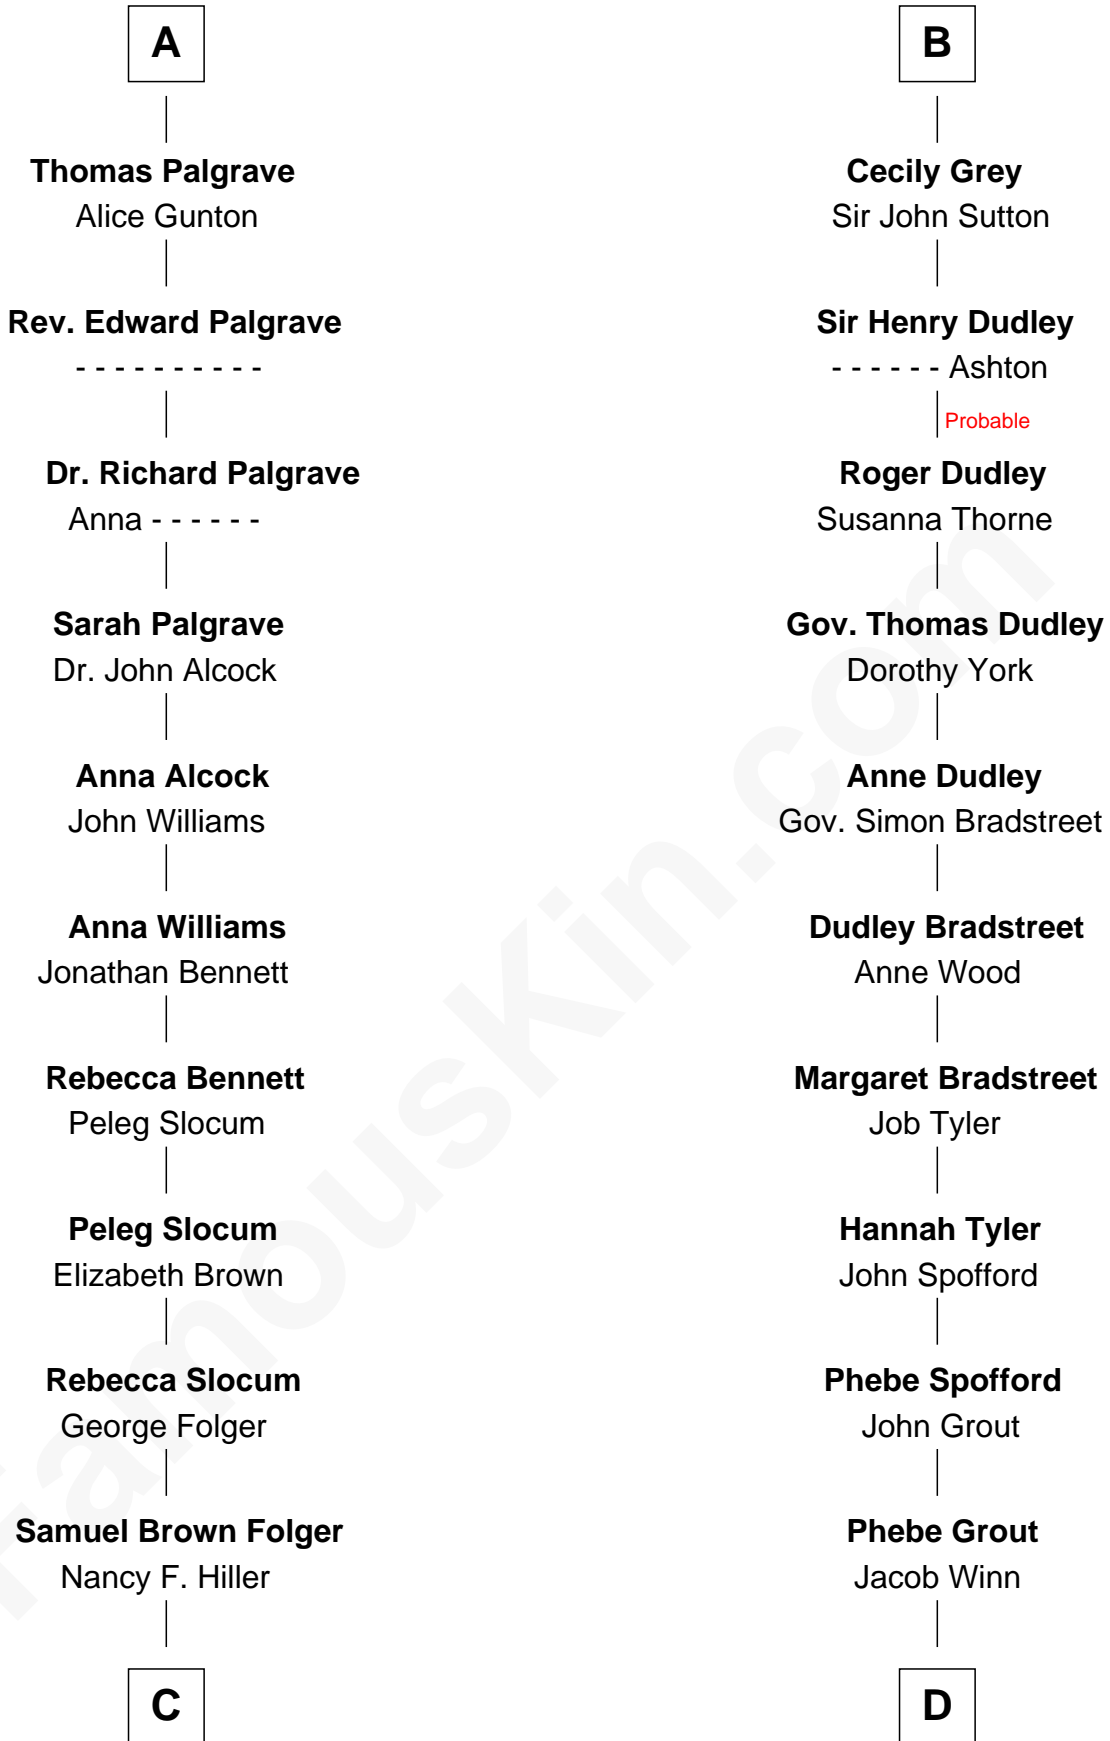 A
Thomas Palgrave
Alice Gunton
Rev. Edward Palgrave
- - - - - - - - - -
Dr. Richard Palgrave
Anna - - - - - -
Sarah Palgrave
Dr. John Alcock
Anna Alcock
John Williams
Anna Williams
Jonathan Bennett
Rebecca Bennett
Peleg Slocum
Peleg Slocum
Elizabeth Brown
Rebecca Slocum
George Folger
Samuel Brown Folger
Nancy F. Hiller
C
B
Cecily Grey
Sir John Sutton
Sir Henry Dudley
- - - - - - Ashton
Probable
Roger Dudley
Susanna Thorne
Gov. Thomas Dudley
Dorothy York
Anne Dudley
Gov. Simon Bradstreet
Dudley Bradstreet
Anne Wood
Margaret Bradstreet
Job Tyler
Hannah Tyler
John Spofford
Phebe Spofford
John Grout
Phebe Grout
Jacob Winn
D
FamousKin.com